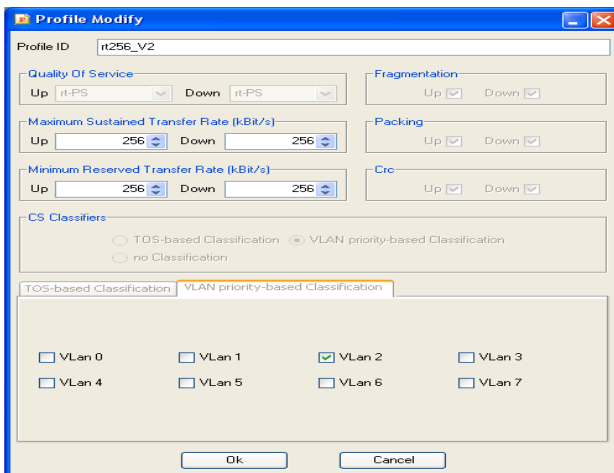 Profile Modify
Profile ID rt256_V2
Quality Of Service
Up rt-PS Down rt-PS
Fragmentation
Up Down
Maximum Sustained Transfer Rate (kBit/s)
Up 256 Down 256
Packing
Up Down
Minimum Reserved Transfer Rate (kBit/s)
Up 256 Down 256
Crc
Up Down
CS Classifiers
TOS-based Classification VLAN priority-based Classification
no Classification
TOS-based Classification VLAN priority-based Classification
VLan 0 VLan 1 VLan 2 VLan 3
VLan 4 VLan 5 VLan 6 VLan 7
Ok Cancel